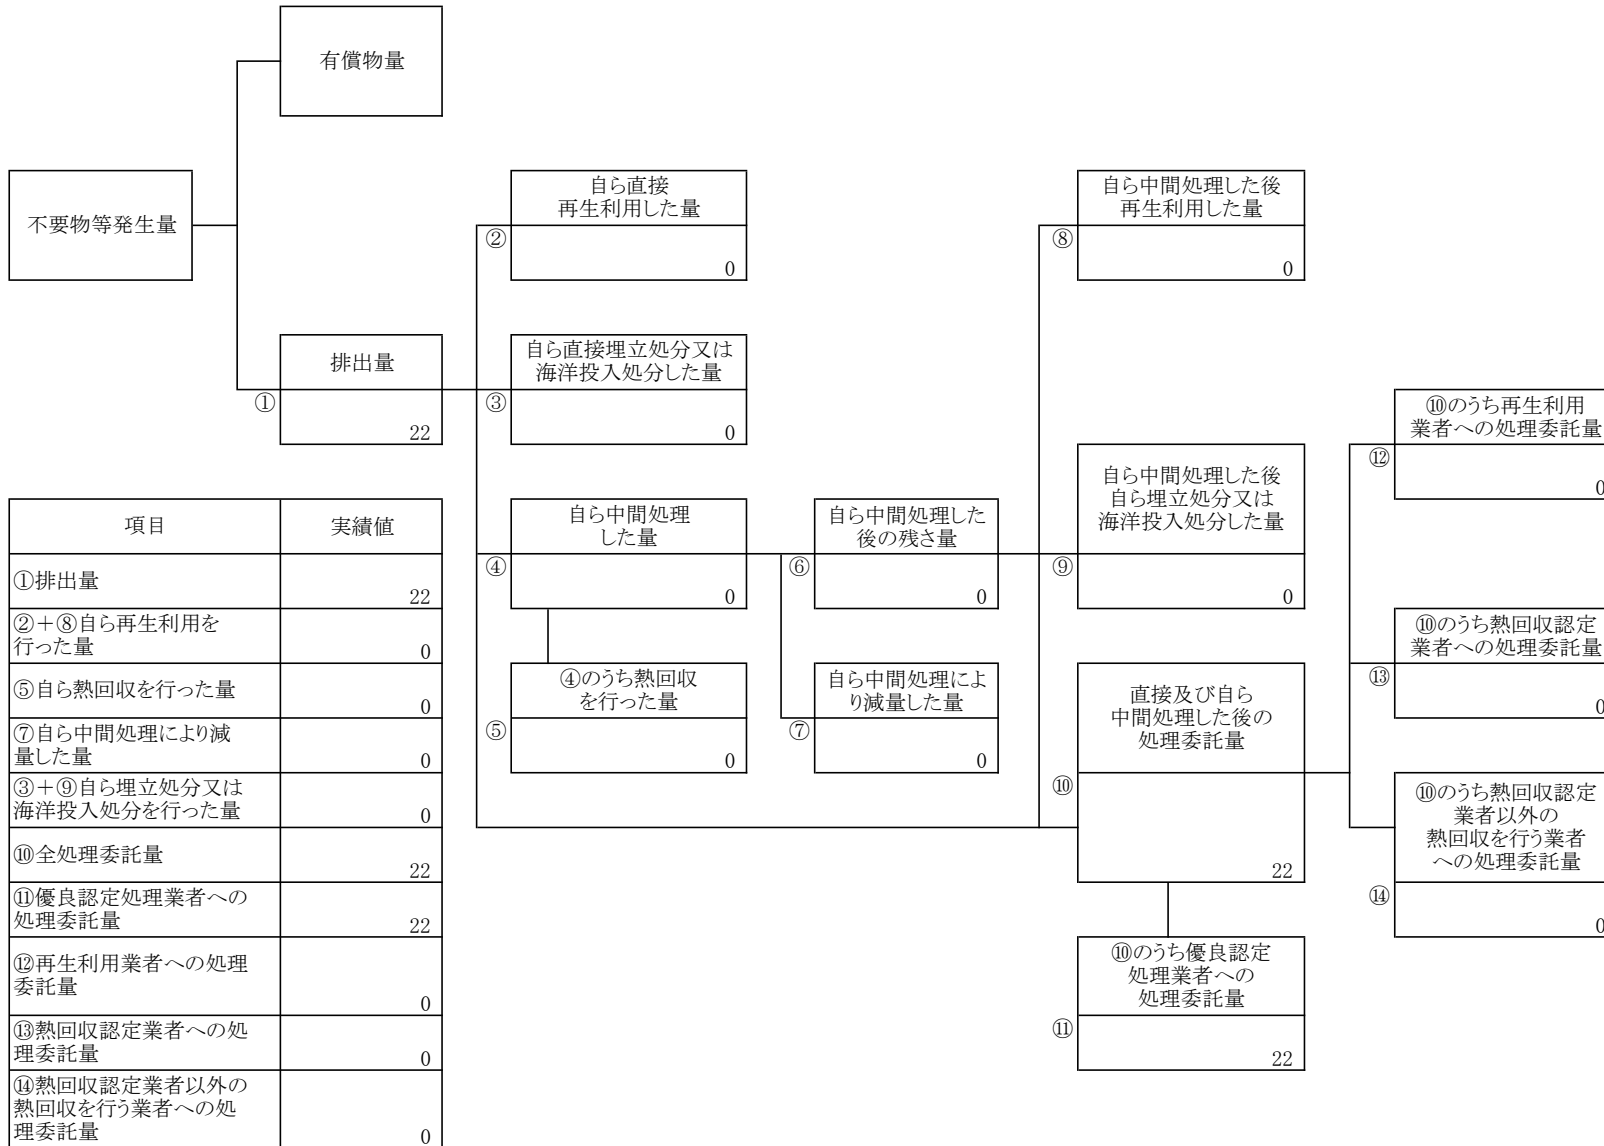 有償物量
不要物等発生量
排出量
①
22
自ら直接
再生利用した量
②
0
自ら直接埋立処分又は
海洋投入処分した量
③
0
自ら中間処理
した量
④
0
④のうち熱回収
を行った量
⑤
0
自ら中間処理した
後の残さ量
⑥
0
自ら中間処理によ
り減量した量
⑦
0
自ら中間処理した後
再生利用した量
⑧
0
自ら中間処理した後
自ら埋立処分又は
海洋投入処分した量
⑨
0
直接及び自ら
中間処理した後の
処理委託量
⑩
22
⑩のうち優良認定
処理業者への
処理委託量
⑪
22
⑩のうち再生利用
業者への処理委託量
⑫
0
⑩のうち熱回収認定
業者への処理委託量
⑬
0
⑩のうち熱回収認定
業者以外の
熱回収を行う業者
への処理委託量
⑭
0
項目 実績値
①排出量
22
②＋⑧自ら再生利用を
行った量
0
⑤自ら熱回収を行った量
0
⑦自ら中間処理により減
量した量
0
③＋⑨自ら埋立処分又は
海洋投入処分を行った量
0
⑩全処理委託量
22
⑪優良認定処理業者への
処理委託量
22
⑫再生利用業者への処理
委託量
0
⑬熱回収認定業者への処
理委託量
0
⑭熱回収認定業者以外の
熱回収を行う業者への処
理委託量
0